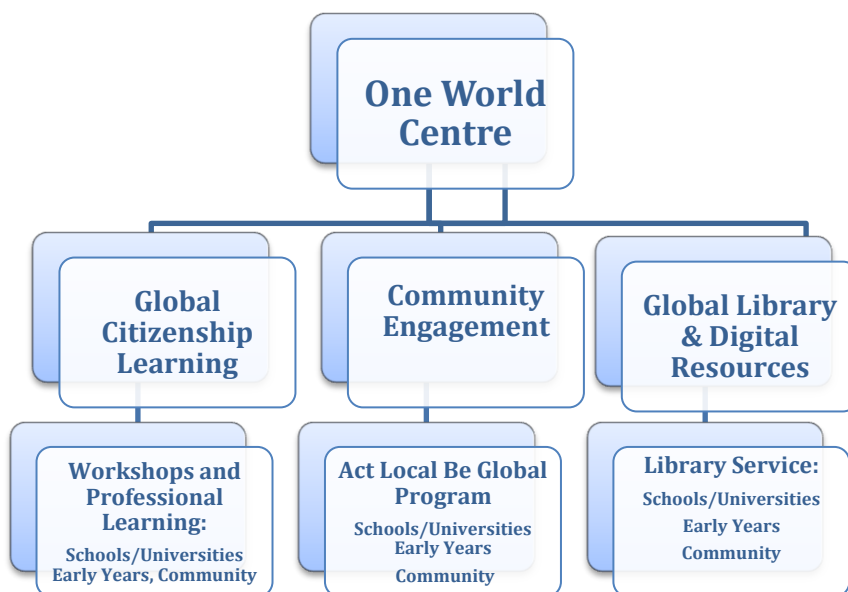 One World
Centre
Global
Citizenship
Learning
Community
Engagement
Global Library
& Digital
Resources
Workshops and
Professional
Learning:
Schools/Universities
Early Years, Community
Act Local Be Global
Program
Schools/Universities
Early Years
Community
Library Service:
Schools/Universities
Early Years
Community